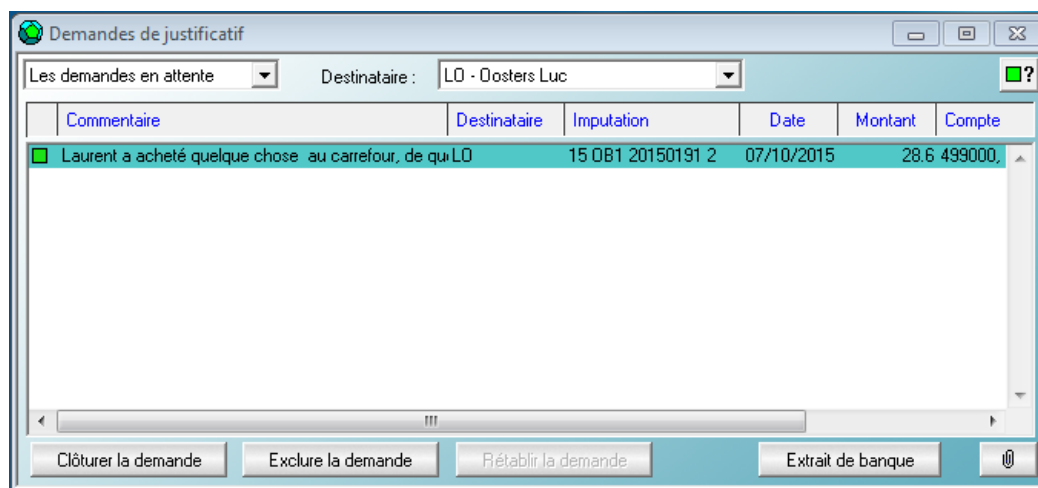 Demandes de justificatif
Les demandes en attente Destinataire : LO - Oosters Luc ?
Commentaire Destinataire Imputation Date Montant Compte
Laurent a acheté quelque chose au carrefour, de qu LO 15 OB1 20150191 2 07/10/2015 28.6 499000,
Clôturer la demande Exclure la demande Rétablir la demande Extrait de banque